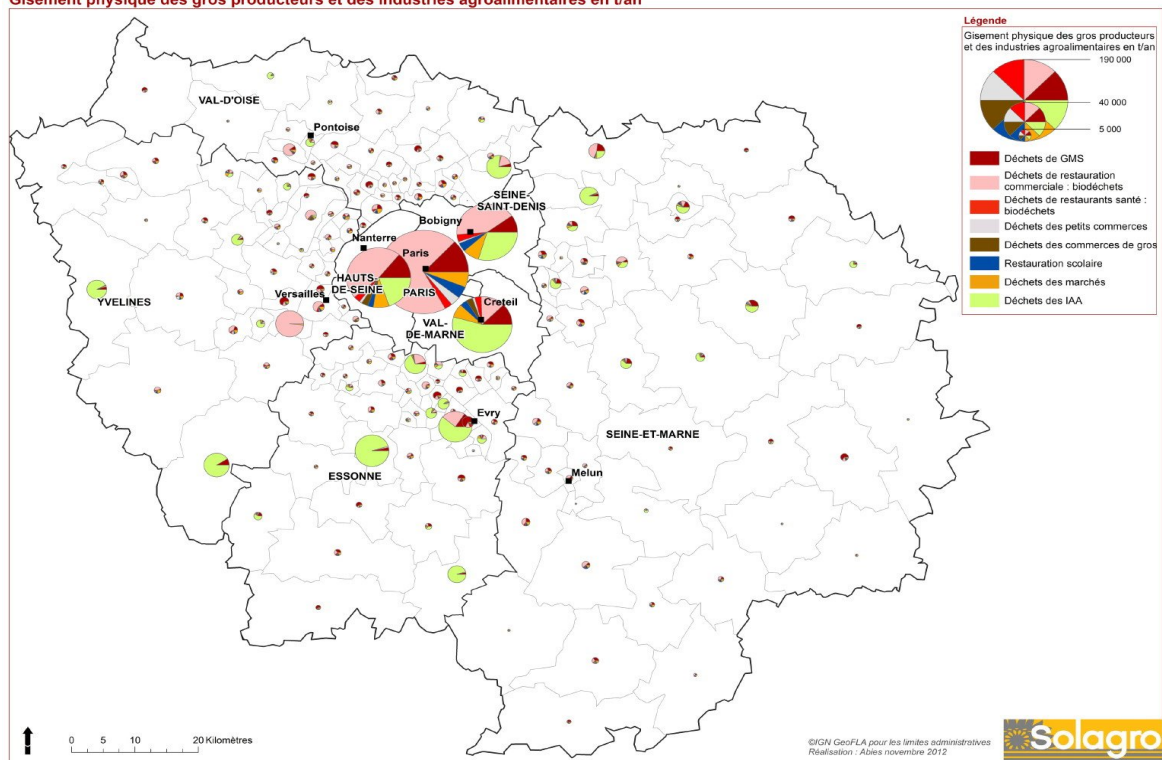 Gisement physique des gros producteurs et des industries agroalimentaires en t/an
Légende
Gisement physique des gros producteurs
et des industries agroalimentaires en t/an
190 000
40 000
5 000
Déchets de GMS
Déchets de restauration
commerciale : biodéchets
Déchets de restaurants santé :
biodéchets
Déchets des petits commerces
Déchets des commerces de gros
Restauration scolaire
Déchets des marchés
Déchets des IAA
VAL-D'OISE
Pontoise
SEINE-
SAINT-DENIS
Bobigny
Nanterre
Paris
HAUTS-
DE-SEINE
PARIS
Versailles
YVELINES
Creteil
VAL-
DE-MARNE
Evry
SEINE-ET-MARNE
ESSONNE
Melun
0 5 10 20 Kilomètres
©IGN GeoFLA pour les limites administratives
Réalisation : Abies novembre 2012
Solagro